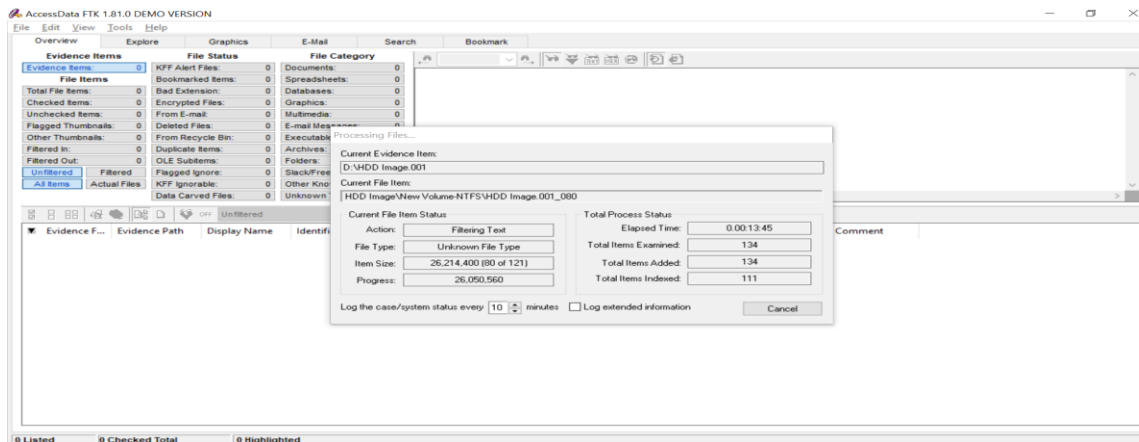 AccessData FTK 1.81.0 DEMO VERSION
File Edit View Tools Help
Overview Explore Graphics E-Mail Search Bookmark
Evidence Items File Status File Category
Evidence Items: 0 KFF Alert Files: 0 Documents: 0
File Items Bookmarked Items: 0 Spreadsheets: 0
Total File Items: 0 Bad Extension: 0 Databases: 0
Checked Items: 0 Encrypted Files: 0 Graphics: 0
Unchecked Items: 0 From E-mail: 0 Multimedia: 0
Flagged Thumbnails: 0 Deleted Files: 0 E-mail Messages: 0
Other Thumbnails: 0 From Recycle Bin: 0 Executable
Filtered In: 0 Duplicate Items: 0 Archives:
Filtered Out: 0 OLE Subitems: 0 Folders:
Unfiltered Filtered Flagged Ignore: 0 Slack/Free
All Items Actual Files KFF Ignorable: 0 Other Kno
Data Carved Files: 0 Unknown
OFF Unfiltered
Evidence F... Evidence Path Display Name Identifi Comment
Processing Files...
Current Evidence Item:
D:\HDD Image.001
Current File Item:
HDD Image\New Volume-NTFS\HDD Image.001_080
Current File Item Status Total Process Status
Action: Filtering Text Elapsed Time: 0.00:13:45
File Type: Unknown File Type Total Items Examined: 134
Item Size: 26,214,400 (80 of 121) Total Items Added: 134
Progress: 26,050,560 Total Items Indexed: 111
Log the case/system status every 10 minutes Log extended information Cancel
0 Listed 0 Checked Total 0 Highlighted